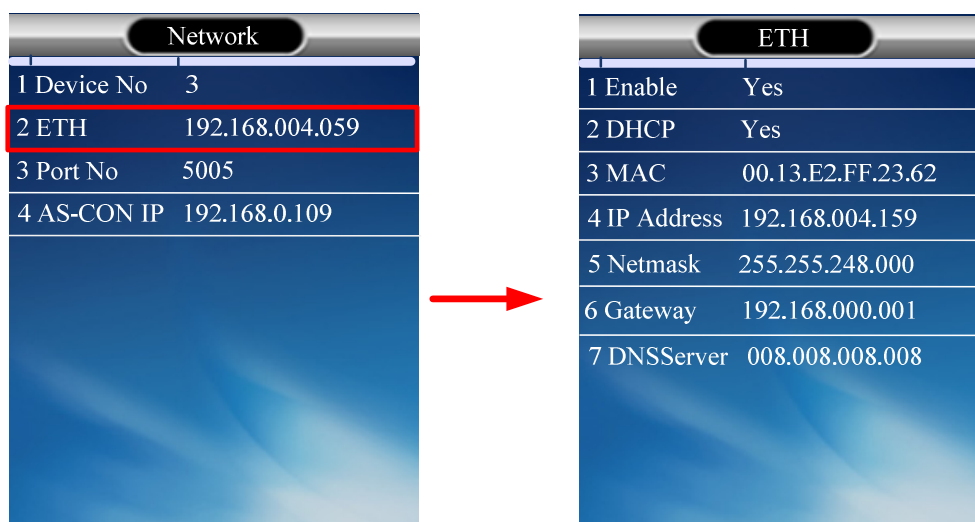 Network
1 Device No 3
2 ETH 192.168.004.059
3 Port No 5005
4 AS-CON IP 192.168.0.109
ETH
1 Enable Yes
2 DHCP Yes
3 MAC 00.13.E2.FF.23.62
4 IP Address 192.168.004.159
5 Netmask 255.255.248.000
6 Gateway 192.168.000.001
7 DNSServer 008.008.008.008